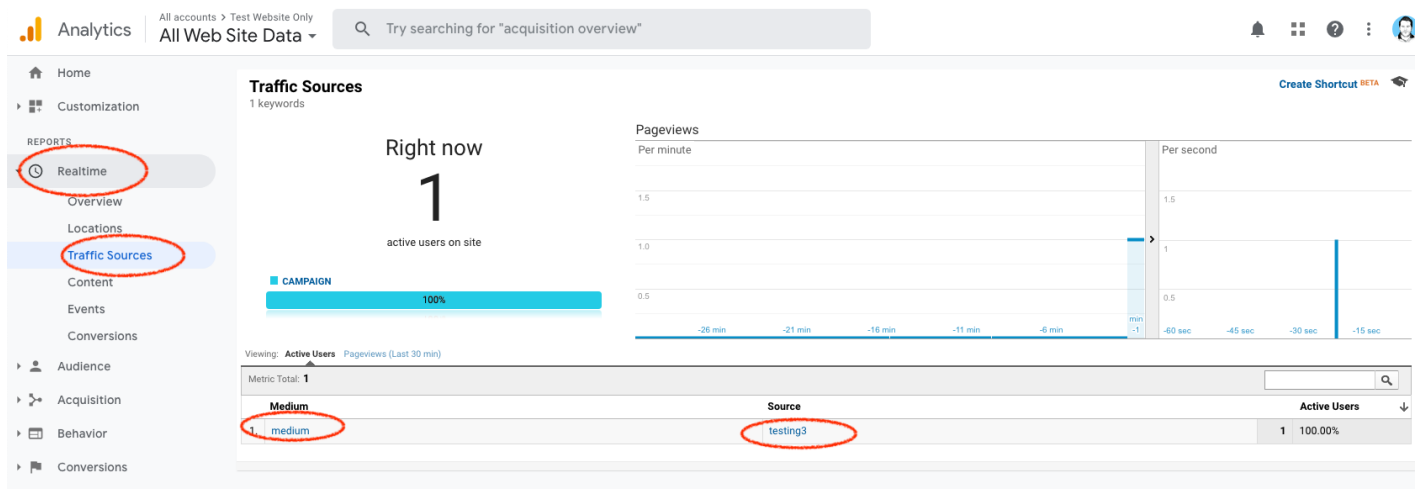 Analytics
All accounts > Test Website Only
All Web Site Data
Try searching for "acquisition overview"
Home
Customization
REPORTS
Realtime
Overview
Locations
Traffic Sources
Content
Events
Conversions
Audience
Acquisition
Behavior
Conversions
Traffic Sources
1 keywords
Create Shortcut BETA
Right now
1
active users on site
CAMPAIGN
100%
Pageviews
Per minute
1.5
1.0
0.5
-26 min -21 min -16 min -11 min -6 min min -1
Per second
1.5
1
0.5
-60 sec -45 sec -30 sec -15 sec
Viewing: Active Users Pageviews (Last 30 min)
Metric Total: 1
Medium Source Active Users
1. medium testing3 1 100.00%